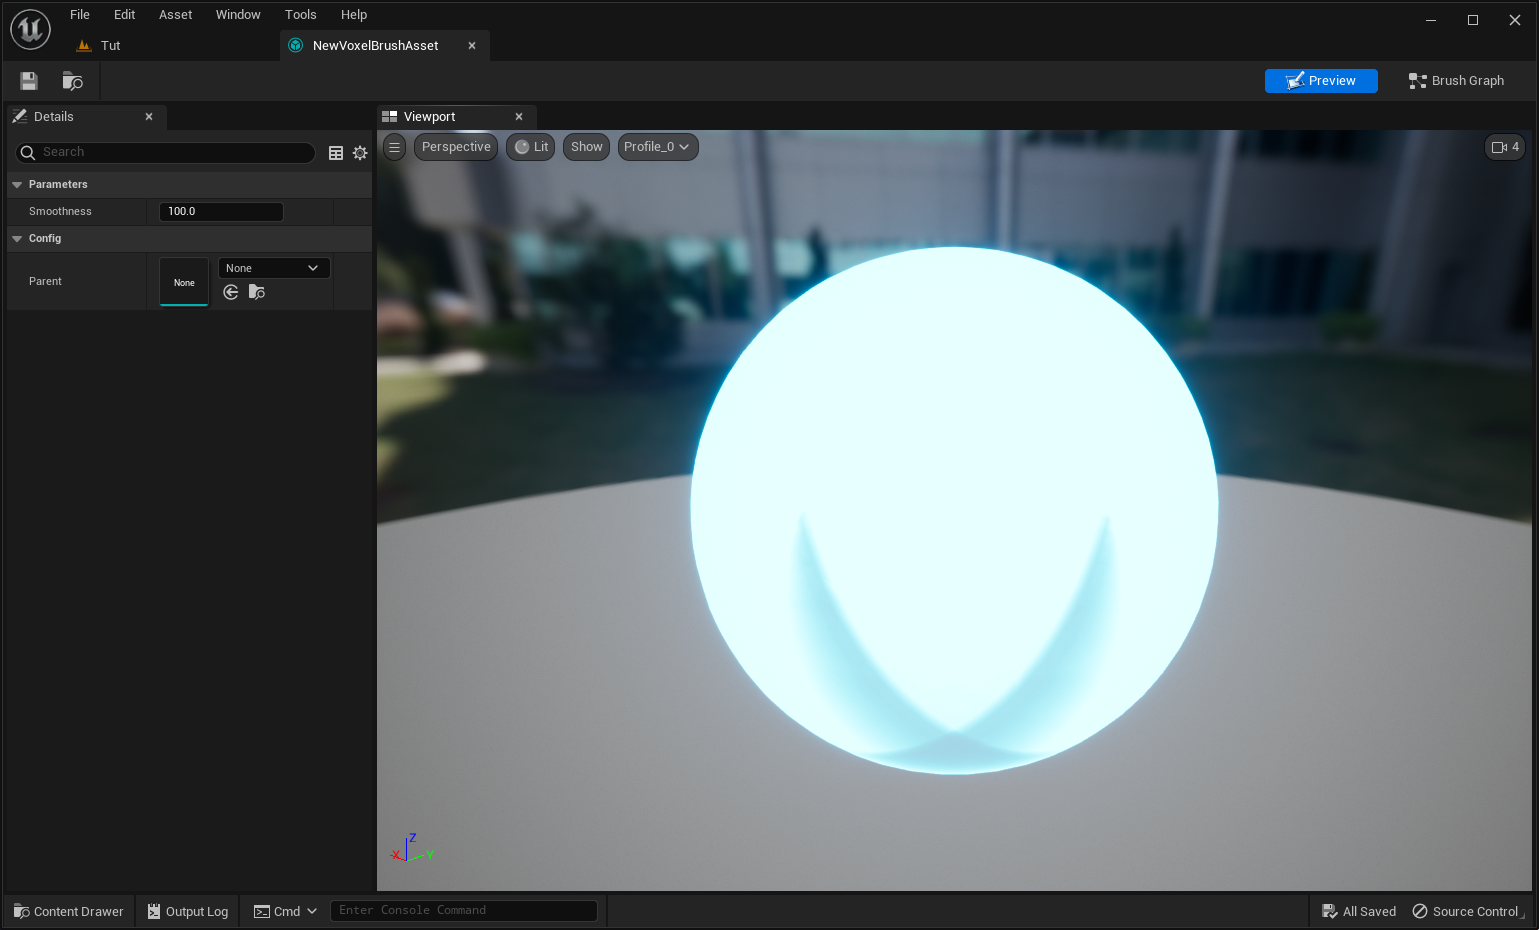 File Edit Asset Window Tools Help
Tut NewVoxelBrushAsset
Preview Brush Graph
Details Viewport
Search
Perspective Lit Show Profile_0 4
Parameters
Smoothness 100.0
Config
Parent None None
Z
X Y
Content Drawer Output Log Cmd Enter Console Command All Saved Source Control